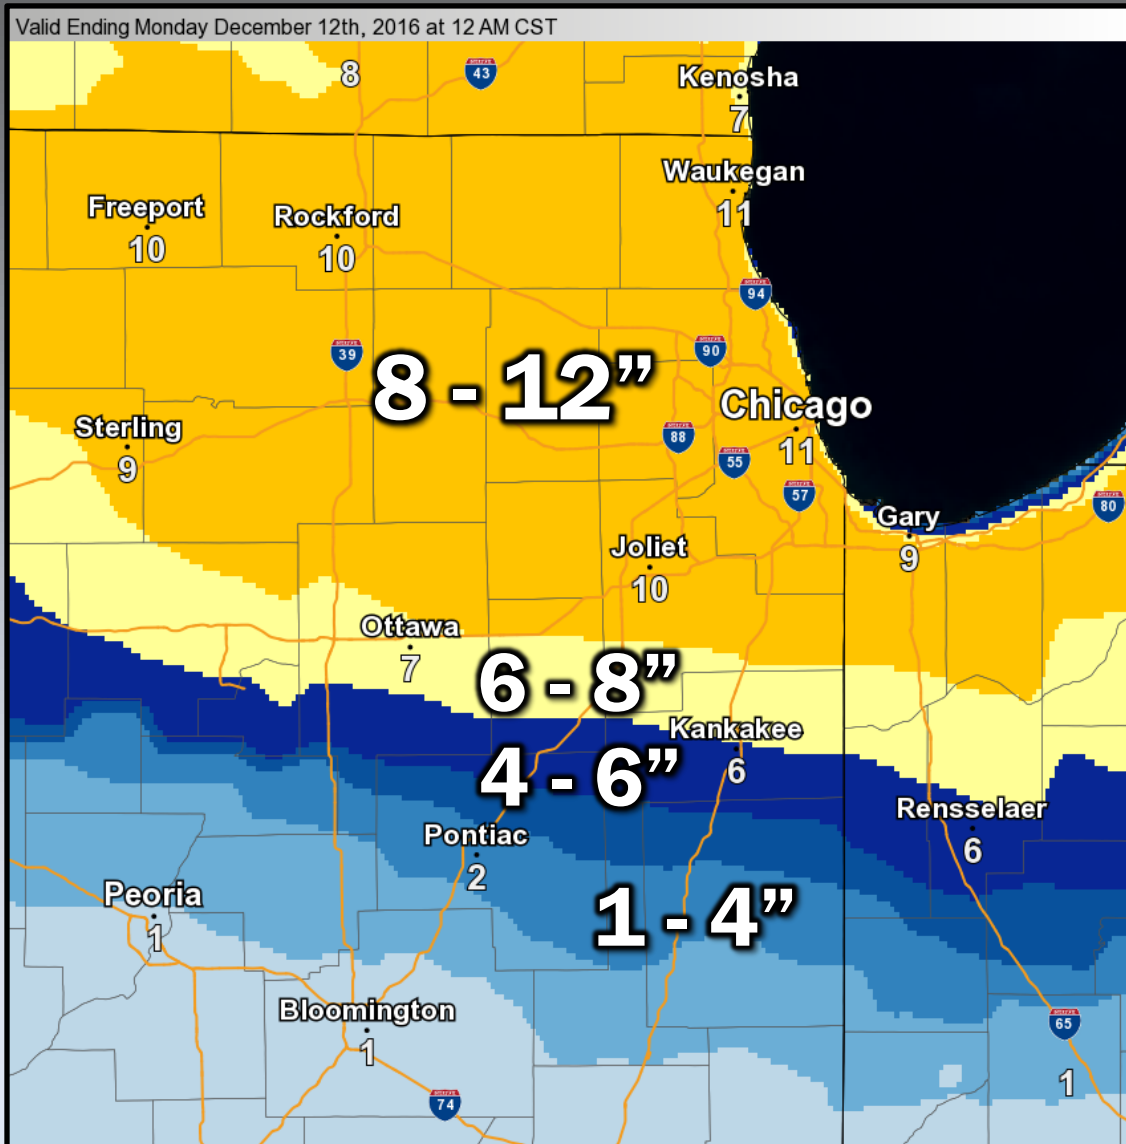 Valid Ending Monday December 12th, 2016 at 12 AM CST
8
43
Kenosha
7
Waukegan
11
Freeport
10
Rockford
10
94
39
90
8 - 12”
Chicago
11
Sterling
9
88
55
57
80
Gary
9
Joliet
10
Ottawa
7
6 - 8”
Kankakee
6
4 - 6”
Rensselaer
6
Pontiac
2
Peoria
1
1 - 4”
Bloomington
1
65
1
74